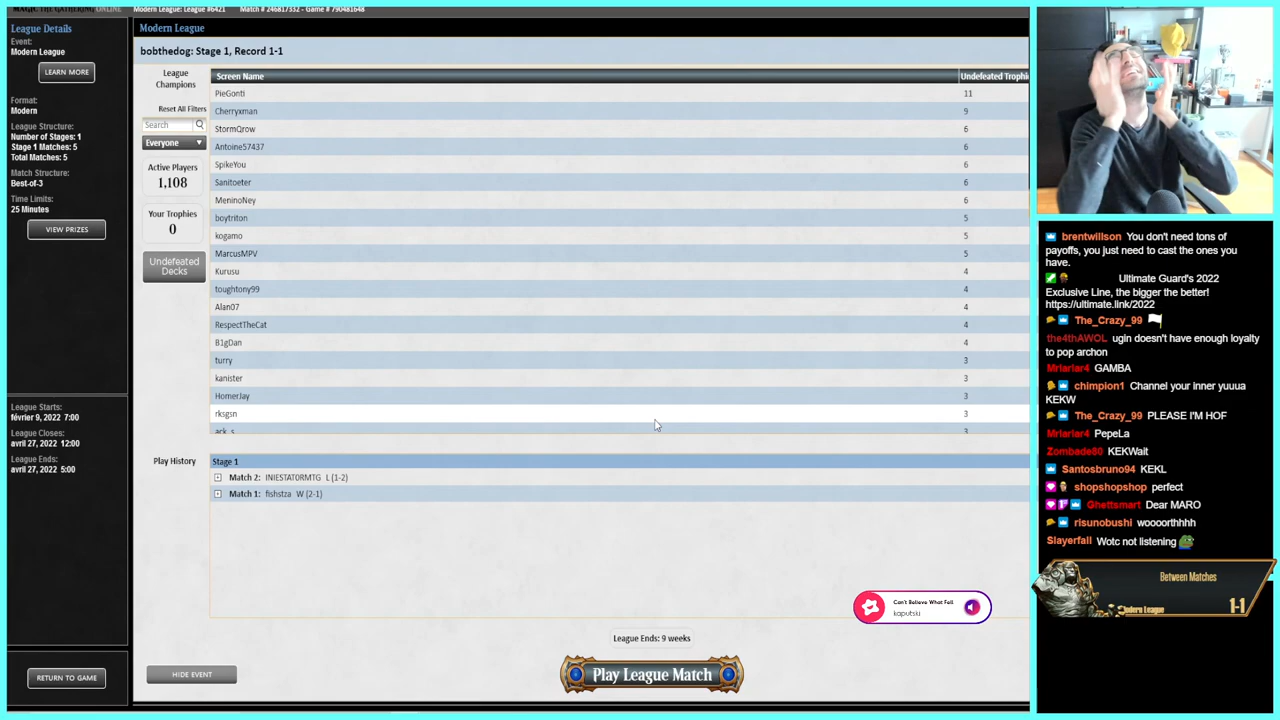 MAGIC: THE GATHERING ONLINE
Modern League: League #6421
Match # 246817332 - Game # 790481648
League Details
Event:
Modern League
LEARN MORE
Format:
Modern
League Structure:
Number of Stages: 1
Stage 1 Matches: 5
Total Matches: 5
Match Structure:
Best-of-3
Time Limits:
25 Minutes
VIEW PRIZES
League Starts:
février 9, 2022 7:00
League Closes:
avril 27, 2022 12:00
League Ends:
avril 27, 2022 5:00
RETURN TO GAME
Modern League
bobthedog: Stage 1, Record 1-1
League
Champions
Reset All Filters
Search
Everyone
Active Players
1,108
Your Trophies
0
Undefeated
Decks
Screen Name Undefeated Trophi
PieGonti 11
Cherryxman 9
StormQrow 6
Antoine57437 6
SpikeYou 6
Sanitoeter 6
MeninoNey 6
boytriton 5
kogamo 5
MarcusMPV 5
Kurusu 4
toughtony99 4
Alan07 4
RespectTheCat 4
B1gDan 4
turry 3
kanister 3
HomerJay 3
rksgsn 3
ack_s 3
Play History
Stage 1
Match 2: INIESTATORMTG L (1-2)
Match 1: fishstza W (2-1)
League Ends: 9 weeks
HIDE EVENT
Play League Match
Can't Believe What Fell
kaputski
brentwillson You don't need tons of
payoffs, you just need to cast the ones you
have.
Ultimate Guard's 2022
Exclusive Line, the bigger the better!
https://ultimate.link/2022
The_Crazy_99
the4thAWOL ugin doesn't have enough loyalty
to pop archon
Mrlarlar4 GAMBA
chimpion1 Channel your inner yuuua
KEKW
The_Crazy_99 PLEASE I'M HOF
Mrlarlar4 PepeLa
Zombade80 KEKWait
Santosbruno94 KEKL
shopshopshop perfect
Ghettsmart Dear MARO
risunobushi woooorthhhh
Slayerfall Wotc not listening
Between Matches
Modern League 1-1